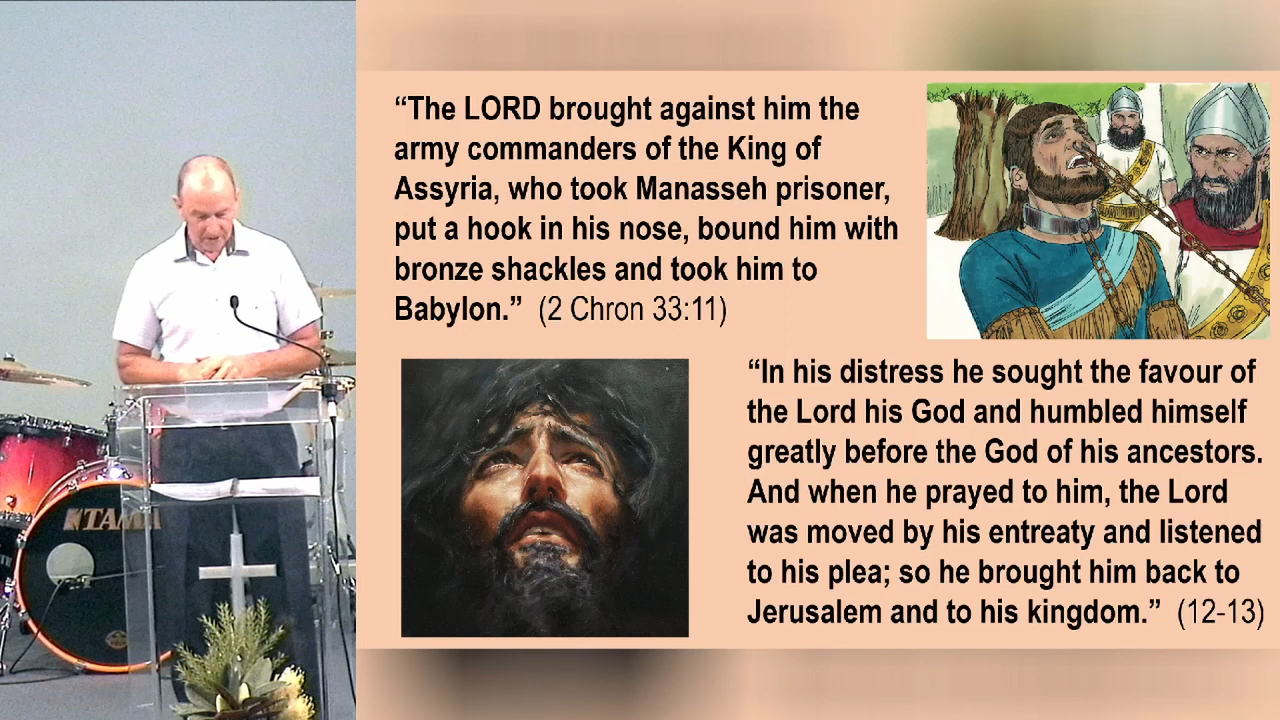 “The LORD brought against him the
army commanders of the King of
Assyria, who took Manasseh prisoner,
put a hook in his nose, bound him with
bronze shackles and took him to
Babylon.” (2 Chron 33:11)
“In his distress he sought the favour of
the Lord his God and humbled himself
greatly before the God of his ancestors.
And when he prayed to him, the Lord
was moved by his entreaty and listened
to his plea; so he brought him back to
Jerusalem and to his kingdom.” (12-13)
TAMA